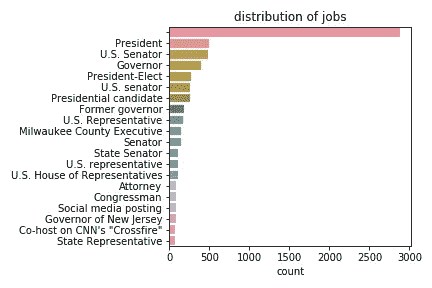 distribution of jobs
President
U.S. Senator
Governor
President-Elect
U.S. senator
Presidential candidate
Former governor
U.S. Representative
Milwaukee County Executive
Senator
State Senator
U.S. representative
U.S. House of Representatives
Attorney
Congressman
Social media posting
Governor of New Jersey
Co-host on CNN's "Crossfire"
State Representative
0 500 1000 1500 2000 2500 3000
count